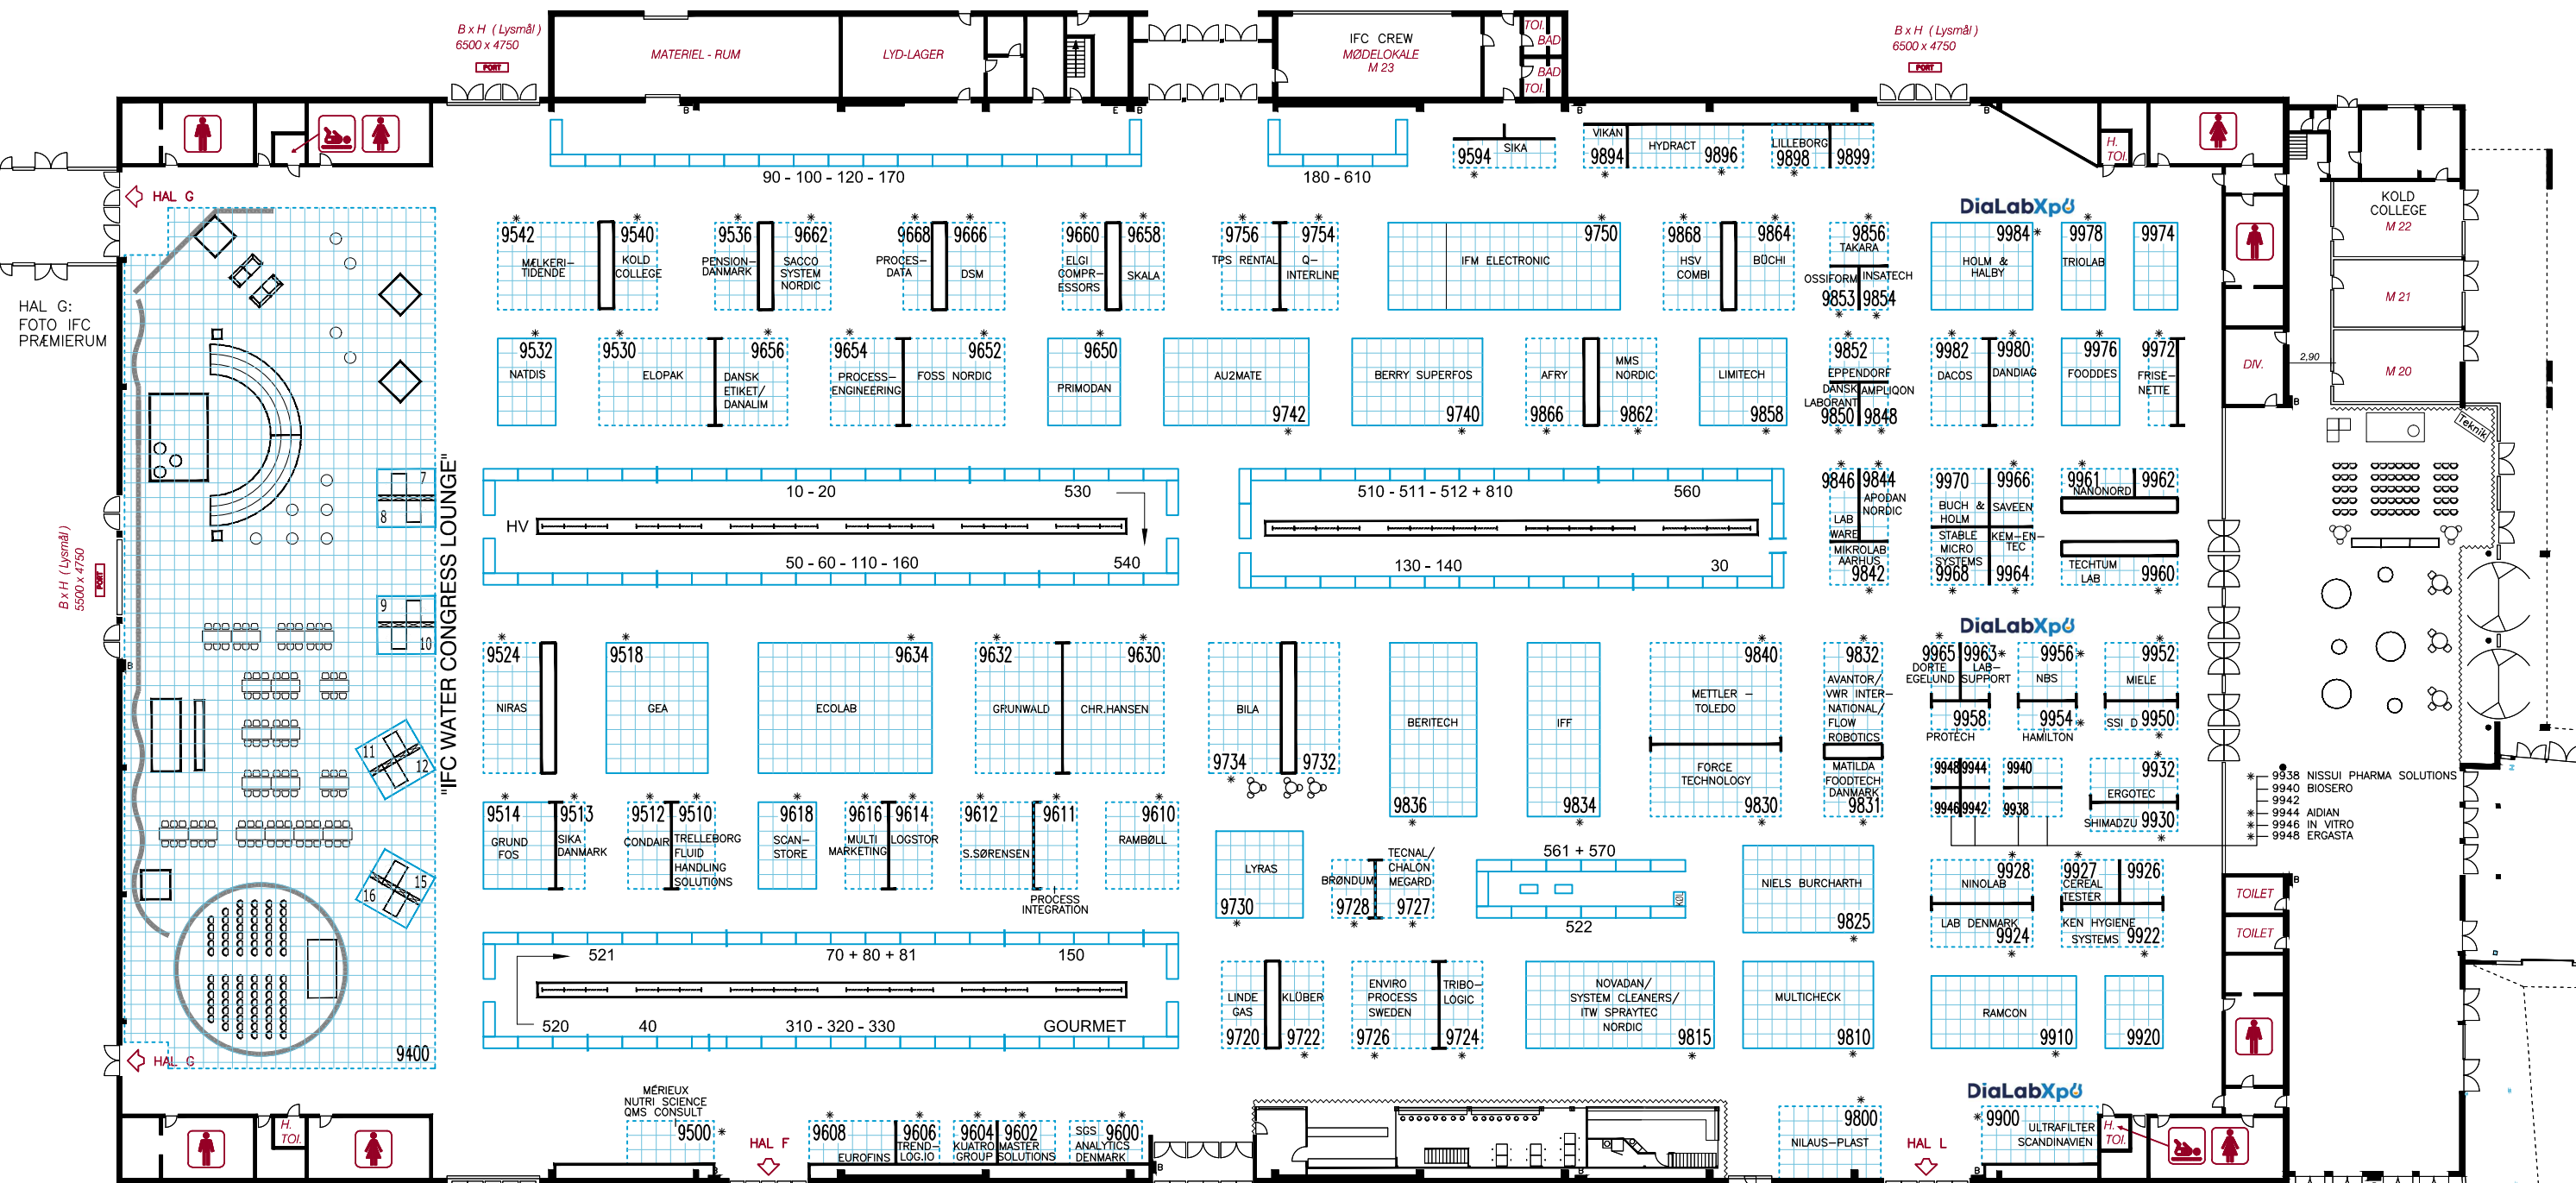 B x H ( Lysmål )
6500 x 4750
PORT
MATERIEL - RUM
LYD-LAGER
IFC CREW
MØDELOKALE
M 23
TOI.
BAD
BAD
TOI.
B x H ( Lysmål )
6500 x 4750
PORT
B
E
B
B
B
90 - 100 - 120 - 170
180 - 610
9594
SIKA
VIKAN
9894
HYDRACT
9896
LILLEBORG
9898
9899
H.
TOI.
HAL G
HAL G:
FOTO IFC
PRÆMIERUM
DiaLabXpo
KOLD
COLLEGE
M 22
M 21
M 20
2,90
DIV.
B
Teknik
9542
MÆLKERI-
TIDENDE
9540
KOLD
COLLEGE
9536
PENSION-
DANMARK
9662
SACCO
SYSTEM
NORDIC
9668
PROCES-
DATA
9666
DSM
9660
ELGI
COMPR-
ESSORS
9658
SKALA
9756
TPS RENTAL
9754
Q-
INTERLINE
9750
IFM ELECTRONIC
9868
HSV
COMBI
9864
BÜCHI
9856
TAKARA
OSSIFORM
9853
INSATECH
9854
9984
HOLM &
HALBY
9978
TRIOLAB
9974
9532
NATDIS
9530
ELOPAK
9656
DANSK
ETIKET/
DANALIM
9654
PROCESS-
ENGINEERING
9652
FOSS NORDIC
9650
PRIMODAN
AU2MATE
9742
BERRY SUPERFOS
9740
AFRY
9866
MMS
NORDIC
9862
LIMITECH
9858
9852
EPPENDORF
DANSK
LABORANT
9850
AMPLIQON
9848
9982
DACOS
9980
DANDIAG
9976
FOODDES
9972
FRISE-
NETTE
10 - 20
530
HV
50 - 60 - 110 - 160
540
510 - 511 - 512 + 810
560
130 - 140
30
9846
LAB
WARE
9844
APODAN
NORDIC
MIKROLAB
AARHUS
9842
9970
BUCH &
HOLM
9966
SAVEEN
STABLE
MICRO
SYSTEMS
9968
KEM-EN-
TEC
9964
9961
NANONORD
9962
TECHTUM
LAB
9960
B x H ( Lysmål )
5500 x 4750
PORT
B
7
8
9
10
11
12
15
16
"IFC WATER CONGRESS LOUNGE"
9400
DiaLabXpo
9524
NIRAS
9518
GEA
9634
ECOLAB
9632
GRUNWALD
9630
CHR.HANSEN
BILA
9734
9732
BERITECH
9836
IFF
9834
9840
METTLER -
TOLEDO
FORCE
TECHNOLOGY
9830
9832
AVANTOR/
VWR INTER-
NATIONAL/
FLOW
ROBOTICS
MATILDA
FOODTECH
DANMARK
9831
9965
DORTE
EGELUND
9963
LAB-
SUPPORT
9958
PROTECH
9956
NBS
9954
HAMILTON
9952
MIELE
SSI D
9950
9948
9944
9946
9942
9940
9938
9932
ERGOTEC
SHIMADZU
9930
9938 NISSUI PHARMA SOLUTIONS
9940 BIOSERO
9942
9944 AIDIAN
9946 IN VITRO
9948 ERGASTA
9514
GRUND
FOS
9513
SIKA
DANMARK
9512
CONDAIR
9510
TRELLEBORG
FLUID
HANDLING
SOLUTIONS
9618
SCAN-
STORE
9616
MULTI
MARKETING
9614
LOGSTOR
9612
S.SØRENSEN
9611
PROCESS
INTEGRATION
9610
RAMBØLL
LYRAS
9730
BRØNDUM
9728
TECNAL/
CHALON
MEGARD
9727
561 + 570
KØL
522
NIELS BURCHARTH
9825
9928
NINOLAB
LAB DENMARK
9924
9927
CEREAL
TESTER
9926
KEN HYGIENE
SYSTEMS
9922
TOILET
TOILET
B
521
70 + 80 + 81
150
520
40
310 - 320 - 330
GOURMET
LINDE
GAS
9720
KLÜBER
9722
ENVIRO
PROCESS
SWEDEN
9726
TRIBO-
LOGIC
9724
NOVADAN/
SYSTEM CLEANERS/
ITW SPRAYTEC
NORDIC
9815
MULTICHECK
9810
RAMCON
9910
9920
HAL G
H.
TOI.
MÉRIEUX
NUTRI SCIENCE
QMS CONSULT
9500
HAL F
B
9608
EUROFINS
9606
TREND-
LOG.IO
9604
KUATRO
GROUP
9602
MASTER
SOLUTIONS
SGS
ANALYTICS
DENMARK
9600
B
B
9800
NILAUS-PLAST
HAL L
B
DiaLabXpo
9900
ULTRAFILTER
SCANDINAVIEN
H.
TOI.